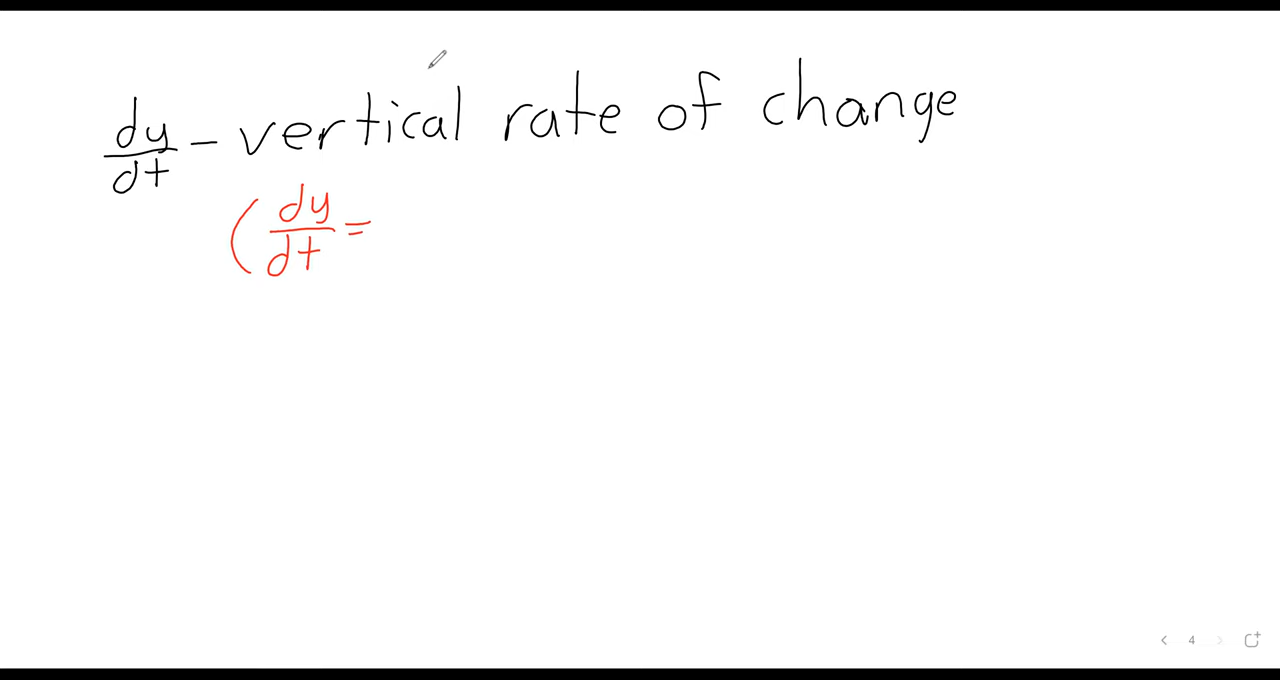 dy/dt - vertical rate of change
(dy/dt =
4